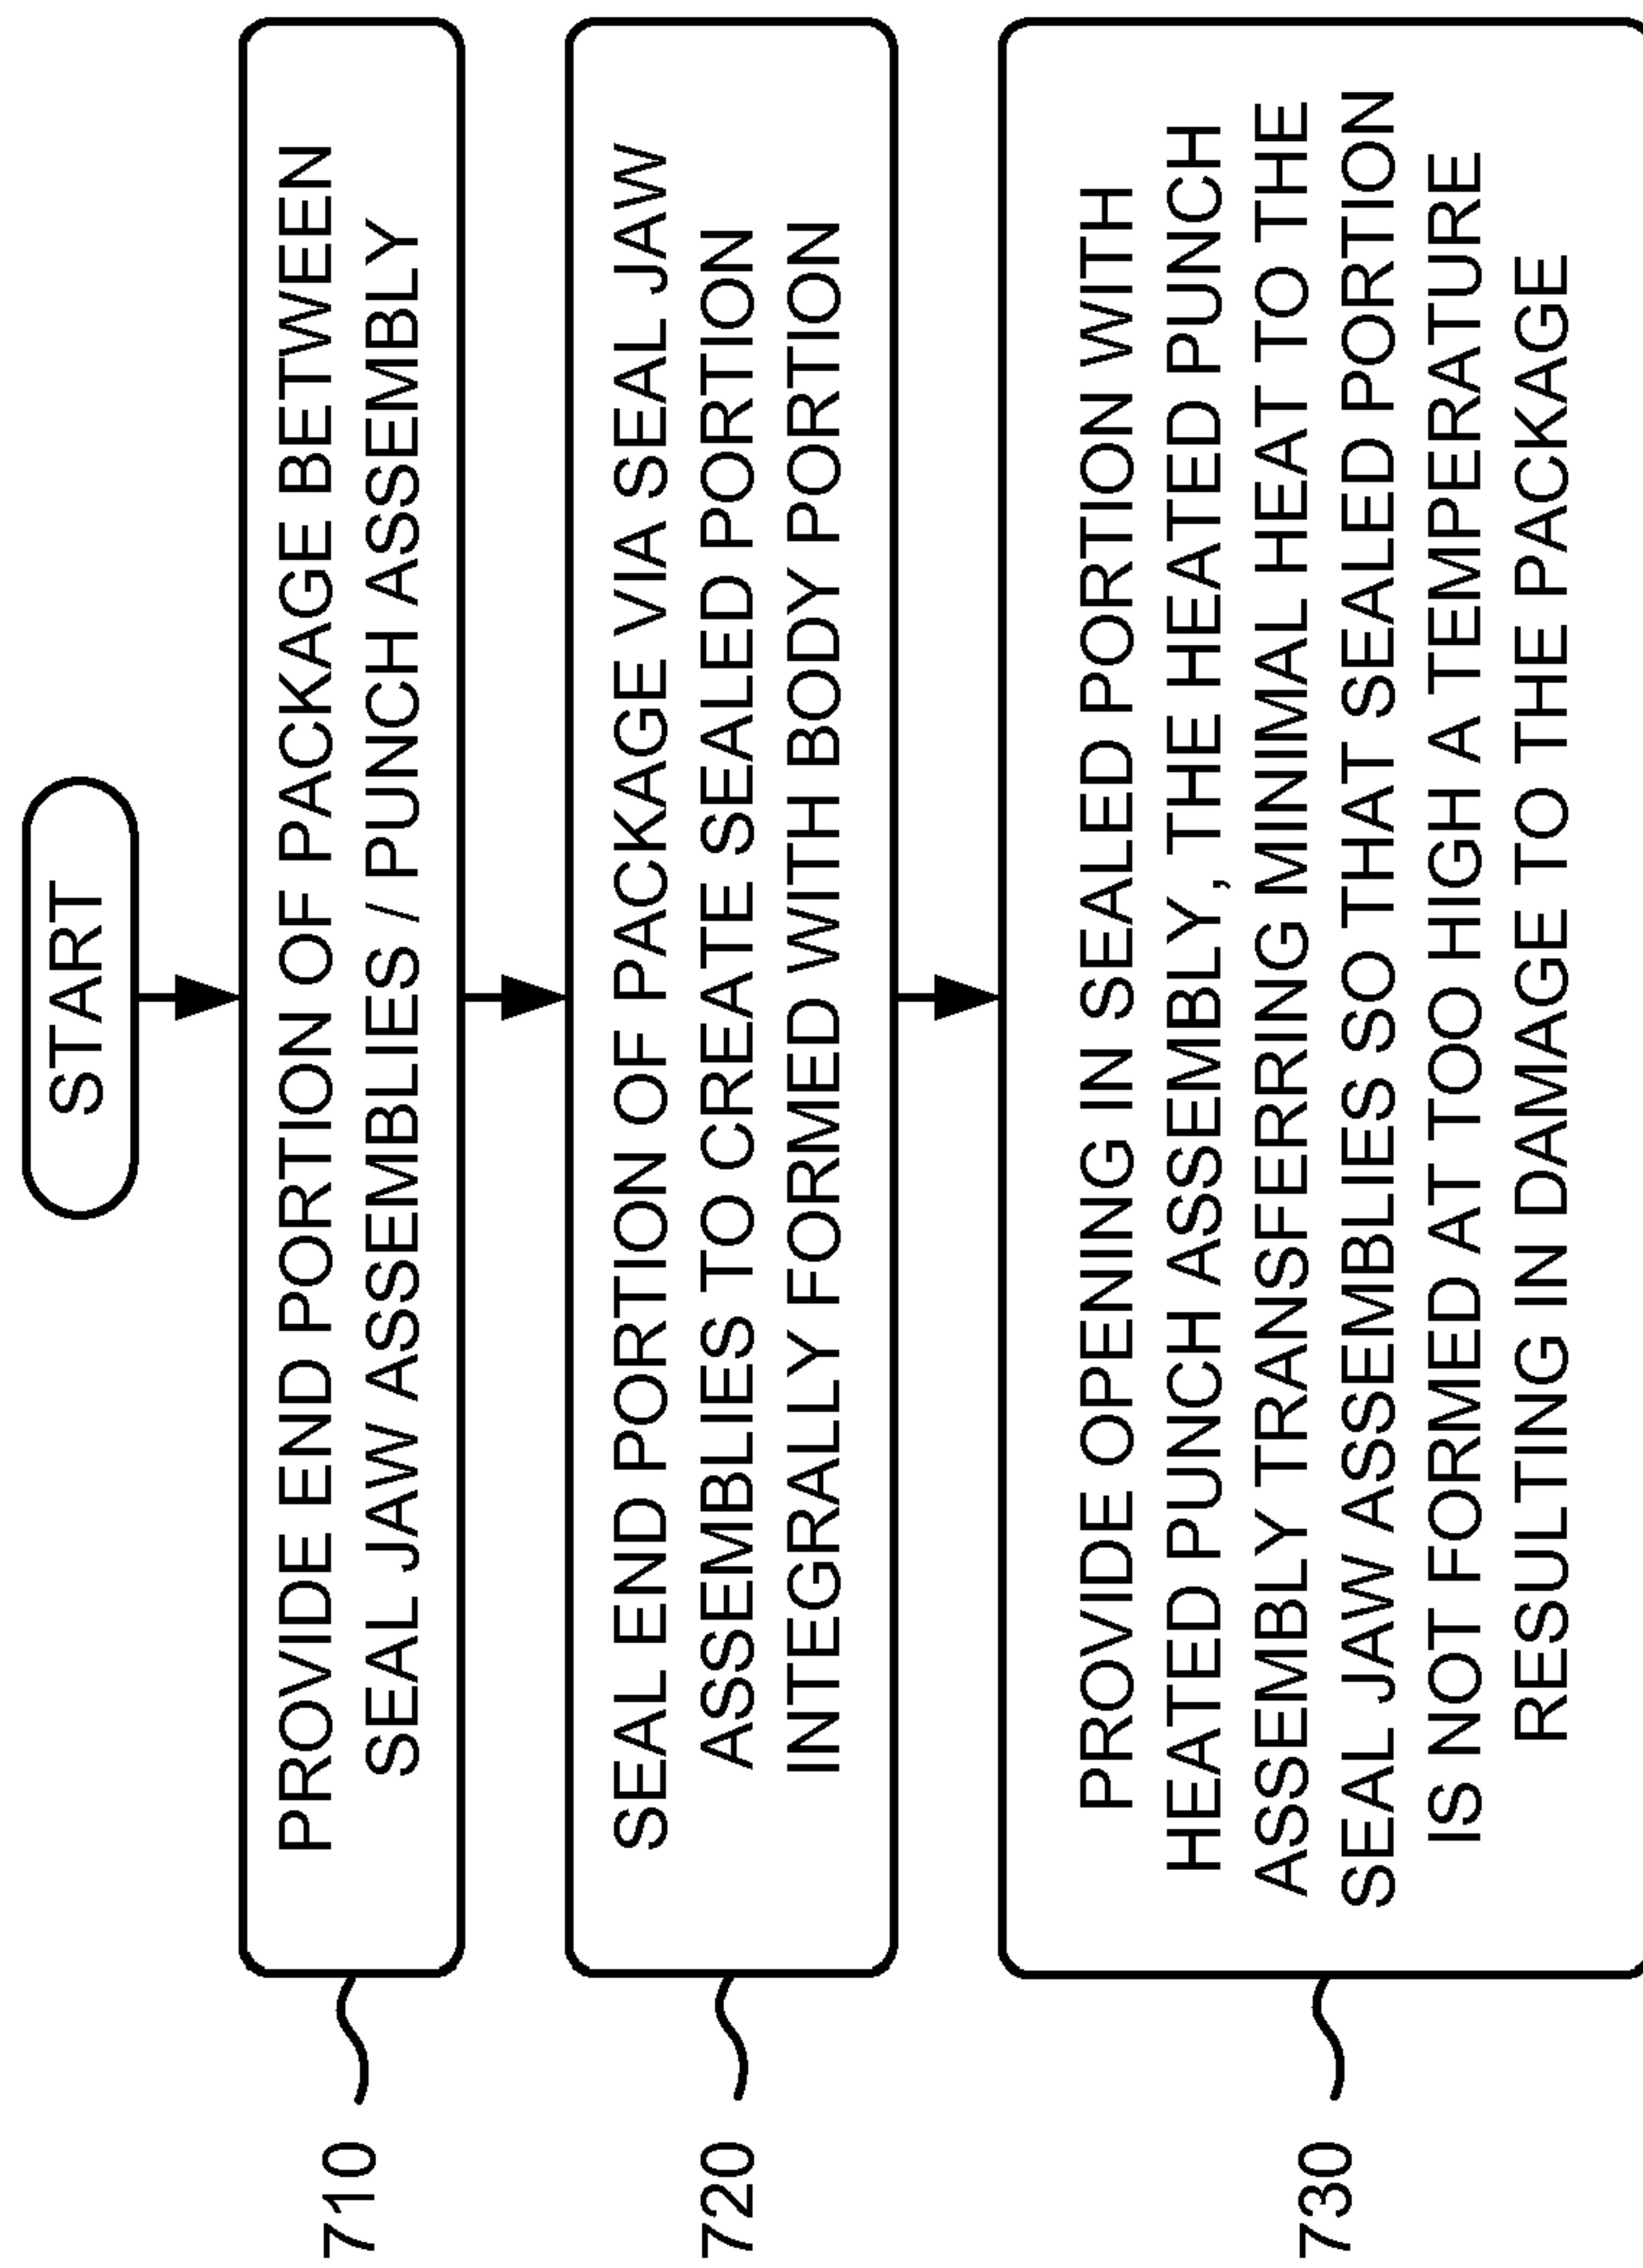 START
710
PROVIDE END PORTION OF PACKAGE BETWEEN
SEAL JAW ASSEMBLIES / PUNCH ASSEMBLY
720
SEAL END PORTION OF PACKAGE VIA SEAL JAW
ASSEMBLIES TO CREATE SEALED PORTION
INTEGRALLY FORMED WITH BODY PORTION
730
PROVIDE OPENING IN SEALED PORTION WITH
HEATED PUNCH ASSEMBLY, THE HEATED PUNCH
ASSEMBLY TRANSFERRING MINIMAL HEAT TO THE
SEAL JAW ASSEMBLIES SO THAT SEALED PORTION
IS NOT FORMED AT TOO HIGH A TEMPERATURE
RESULTING IN DAMAGE TO THE PACKAGE